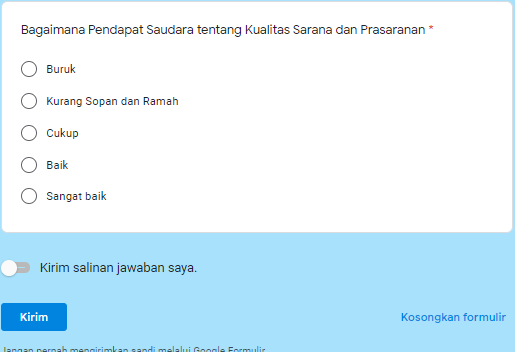 Bagaimana Pendapat Saudara tentang Kualitas Sarana dan Prasaranan *
Buruk
Kurang Sopan dan Ramah
Cukup
Baik
Sangat baik
Kirim salinan jawaban saya.
Kirim
Kosongkan formulir
Jangan pernah mengirimkan sandi melalui Google Formulir.